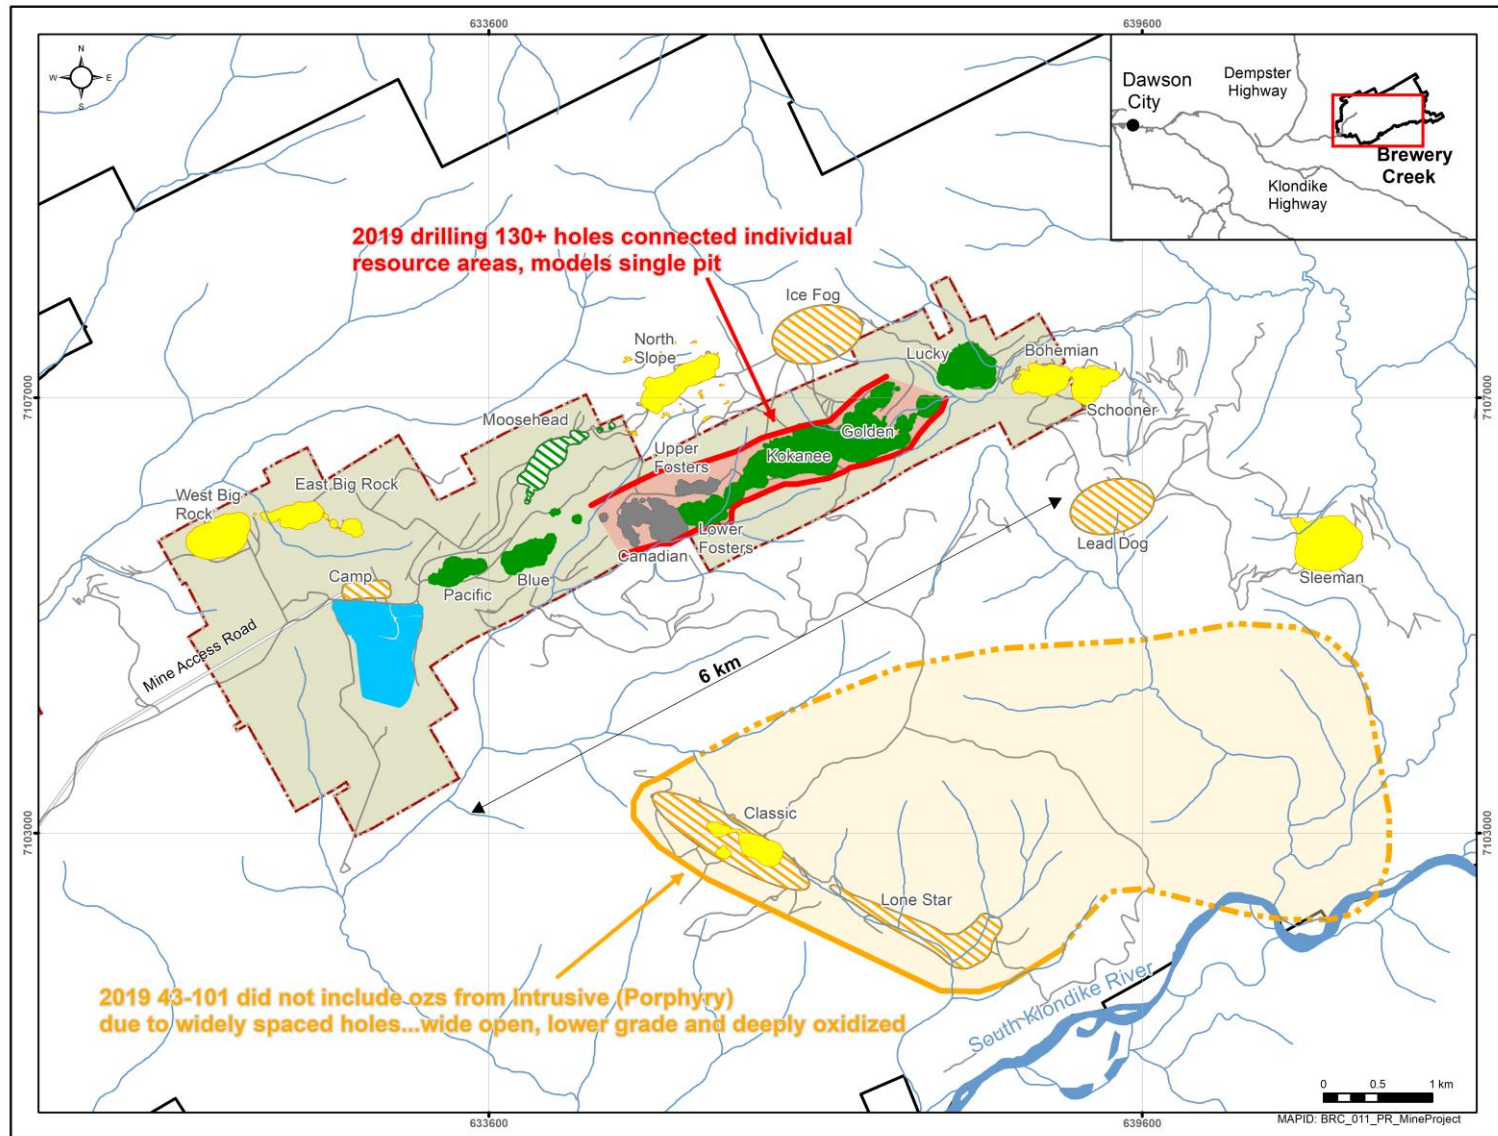 633600
639600
N
W
E
S
Dawson
City
Dempster
Highway
Brewery
Creek
Klondike
Highway
2019 drilling 130+ holes connected individual
resource areas, models single pit
Ice Fog
North
Slope
Lucky
Bohemian
7107000
7107000
Schooner
Moosehead
Golden
Upper
Fosters
Kokanee
East Big Rock
West Big
Rock
Lower
Fosters
Canadian
Lead Dog
Sleeman
Camp
Blue
Pacific
Mine Access Road
6 km
7103000
7103000
Classic
Lone Star
2019 43-101 did not include ozs from Intrusive (Porphyry)
due to widely spaced holes...wide open, lower grade and deeply oxidized
South Klondike River
0 0.5 1 km
MAPID: BRC_011_PR_MineProject
633600
639600